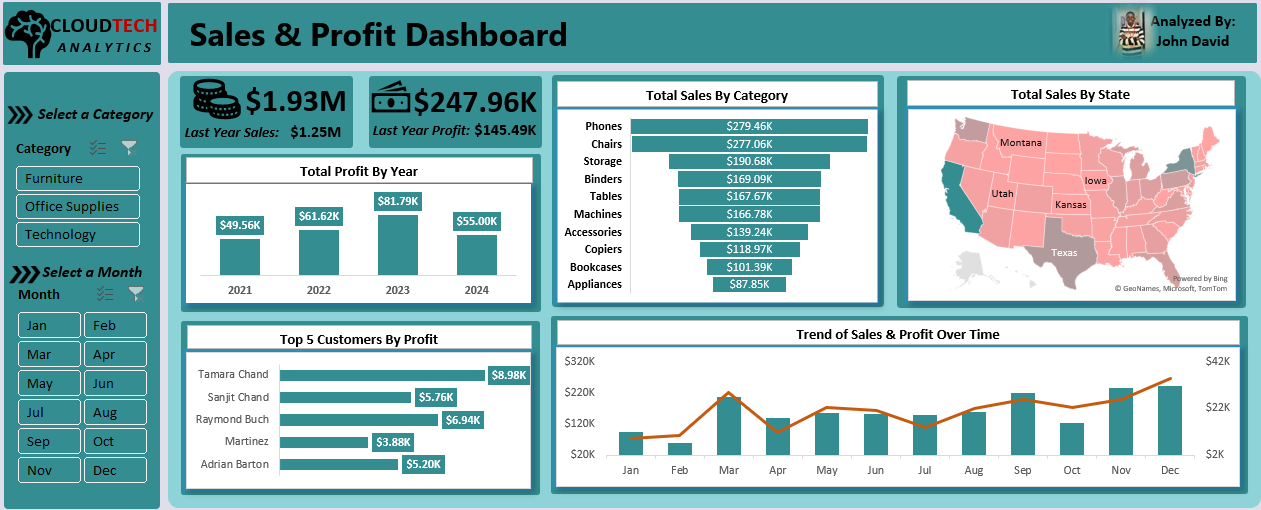 CLOUDTECH
ANALYTICS
Sales & Profit Dashboard
Analyzed By:
John David
Select a Category
Category
Furniture
Office Supplies
Technology
Select a Month
Month
Jan Feb
Mar Apr
May Jun
Jul Aug
Sep Oct
Nov Dec
$1.93M
Last Year Sales: $1.25M
$247.96K
Last Year Profit: $145.49K
Total Profit By Year
$49.56K $61.62K $81.79K $55.00K
2021 2022 2023 2024
Total Sales By Category
Phones $279.46K
Chairs $277.06K
Storage $190.68K
Binders $169.09K
Tables $167.67K
Machines $166.78K
Accessories $139.24K
Copiers $118.97K
Bookcases $101.39K
Appliances $87.85K
Total Sales By State
Montana
Iowa
Utah
Kansas
Texas
Powered by Bing
© GeoNames, Microsoft, TomTom
Top 5 Customers By Profit
Tamara Chand $8.98K
Sanjit Chand $5.76K
Raymond Buch $6.94K
Martinez $3.88K
Adrian Barton $5.20K
Trend of Sales & Profit Over Time
$320K $42K
$220K $22K
$120K
$20K $2K
Jan Feb Mar Apr May Jun Jul Aug Sep Oct Nov Dec